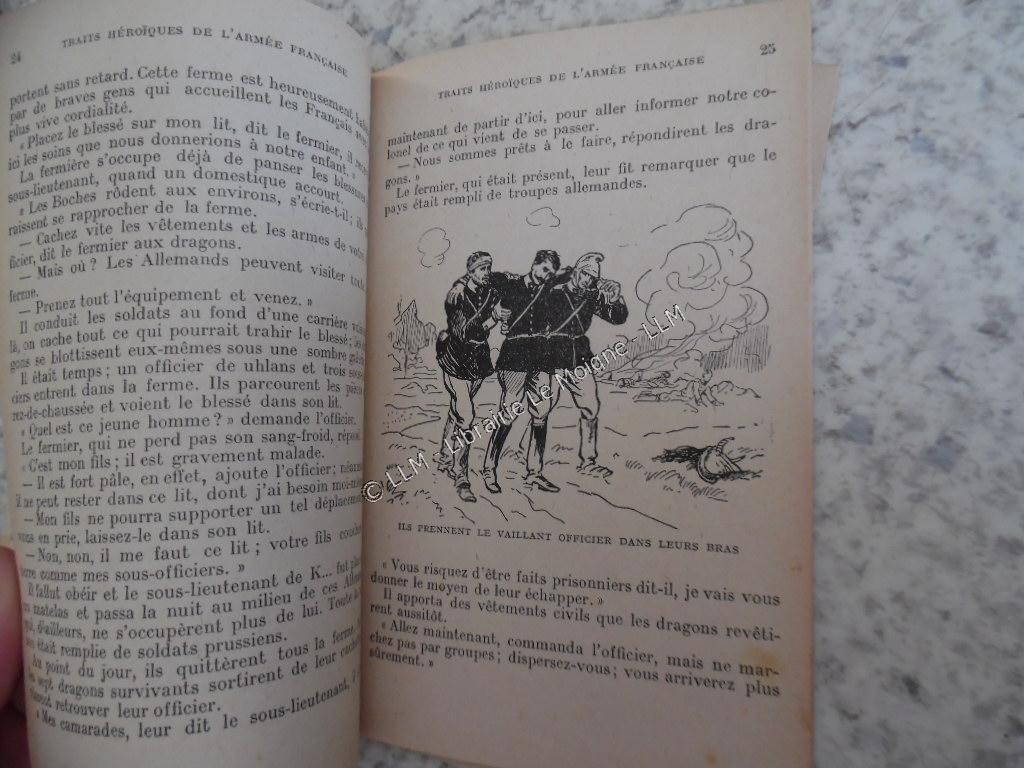 24
TRAITS HÉROÏQUES DE L'ARMÉE FRANÇAISE
portent sans retard. Cette ferme est heureusement
par de braves gens qui accueillent les Français
plus vive cordialité.
« Placez le blessé sur mon lit, dit le fermier, il
ici les soins que nous donnerions à notre enfant. »
La fermière s'occupe déjà de panser les blessures
sous-lieutenant, quand un domestique accourt.
« Les Boches rôdent aux environs, s'écrie-t-il; ils
raissent se rapprocher de la ferme.
— Cachez vite les vêtements et les armes de
ficier, dit le fermier aux dragons.
— Mais où? Les Allemands peuvent visiter toute
ferme.
— Prenez tout l'équipement et venez. »
Il conduit les soldats au fond d'une carrière
là, on cache tout ce qui pourrait trahir le blessé; les
gons se blottissent eux-mêmes sous une sombre
Il était temps; un officier de uhlans et trois
ciers entrent dans la ferme. Ils parcourent les
rez-de-chaussée et voient le blessé dans son lit.
« Quel est ce jeune homme? » demande l'officier.
Le fermier, qui ne perd pas son sang-froid,
« C'est mon fils; il est gravement malade.
— Il est fort pâle, en effet, ajoute l'officier;
il ne peut rester dans ce lit, dont j'ai besoin
— Mon fils ne pourra supporter un tel
vous en prie, laissez-le dans son lit.
— Non, non, il me faut ce lit; votre fils
terre comme mes sous-officiers. »
Il fallut obéir et le sous-lieutenant de K... fut
matelas et passa la nuit au milieu de ces
qui, d'ailleurs, ne s'occupèrent plus de lui. Toute
était remplie de soldats prussiens.
Au point du jour, ils quittèrent tous la ferme,
sept dragons survivants sortirent de leur
retrouver leur officier.
« Mes camarades, leur dit le sous-lieutenant,
TRAITS HÉROÏQUES DE L'ARMÉE FRANÇAISE
25
maintenant de partir d'ici, pour aller informer notre co-
lonel de ce qui vient de se passer.
— Nous sommes prêts à le faire, répondirent les dra-
gons. »
Le fermier, qui était présent, leur fit remarquer que le
pays était rempli de troupes allemandes.
© LLM - Librairie Le Moigne - LLM
ILS PRENNENT LE VAILLANT OFFICIER DANS LEURS BRAS
« Vous risquez d'être faits prisonniers dit-il, je vais vous
donner le moyen de leur échapper. »
Il apporta des vêtements civils que les dragons revêti-
rent aussitôt.
« Allez maintenant, commanda l'officier, mais ne mar-
chez pas par groupes; dispersez-vous; vous arriverez plus
sûrement. »